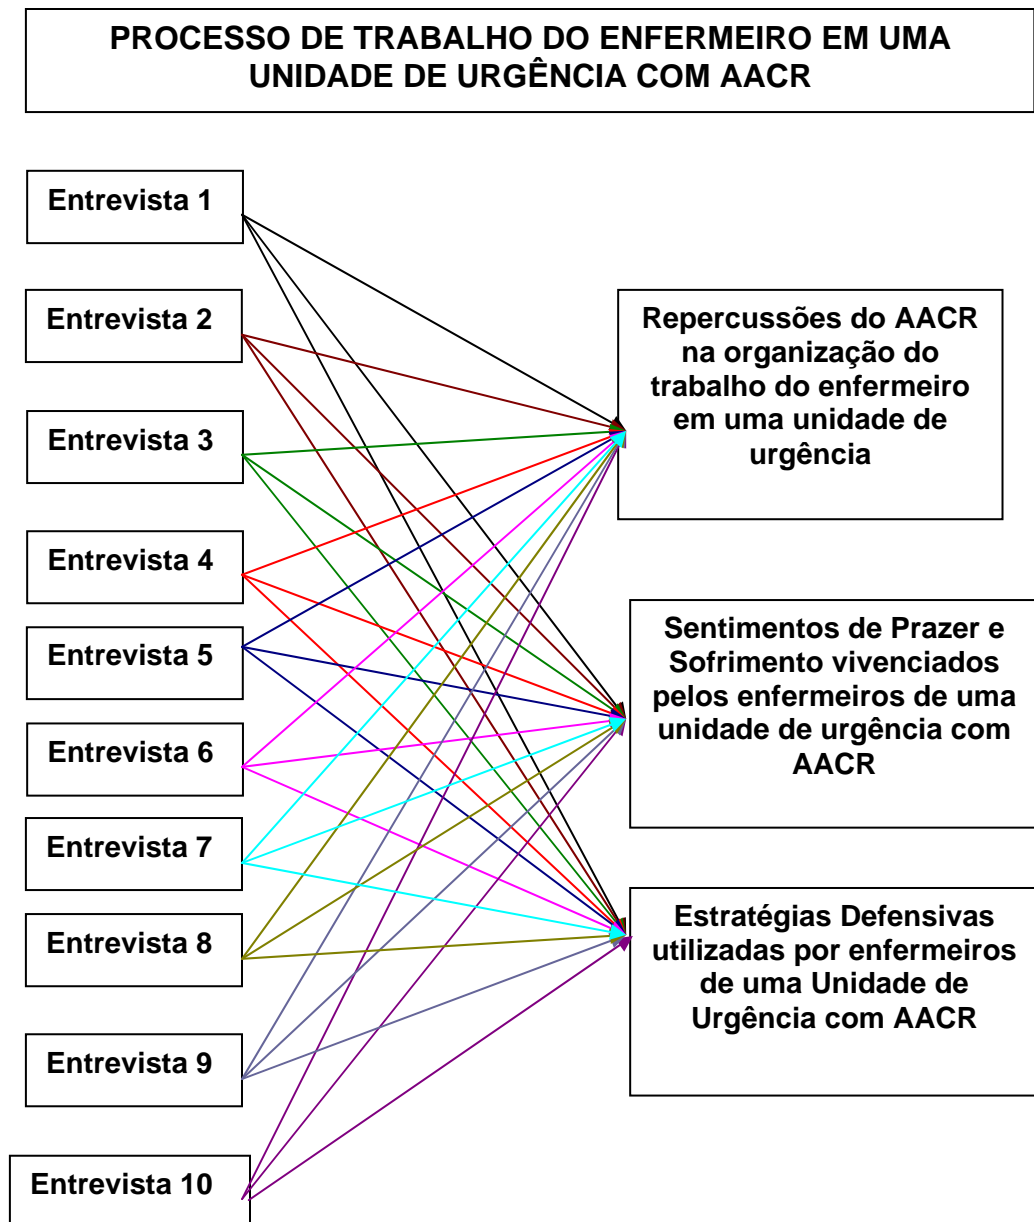 PROCESSO DE TRABALHO DO ENFERMEIRO EM UMA
UNIDADE DE URGÊNCIA COM AACR
Entrevista 1
Entrevista 2
Entrevista 3
Entrevista 4
Entrevista 5
Entrevista 6
Entrevista 7
Entrevista 8
Entrevista 9
Entrevista 10
Repercussões do AACR
na organização do
trabalho do enfermeiro
em uma unidade de
urgência
Sentimentos de Prazer e
Sofrimento vivenciados
pelos enfermeiros de uma
unidade de urgência com
AACR
Estratégias Defensivas
utilizadas por enfermeiros
de uma Unidade de
Urgência com AACR